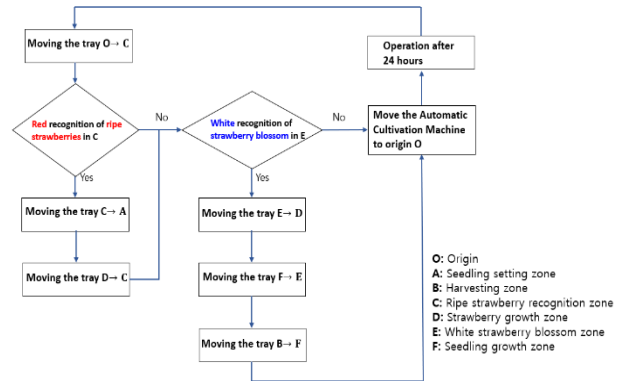 Moving the tray O→ C
Operation after
24 hours
Red recognition of ripe
strawberries in C
No
White recognition of
strawberry blossom in E
No
Move the Automatic
Cultivation Machine
to origin O
Yes
Yes
Moving the tray C→ A
Moving the tray E→ D
Moving the tray D→ C
Moving the tray F→ E
Moving the tray B→ F
O: Origin
A: Seedling setting zone
B: Harvesting zone
C: Ripe strawberry recognition zone
D: Strawberry growth zone
E: White strawberry blossom zone
F: Seedling growth zone